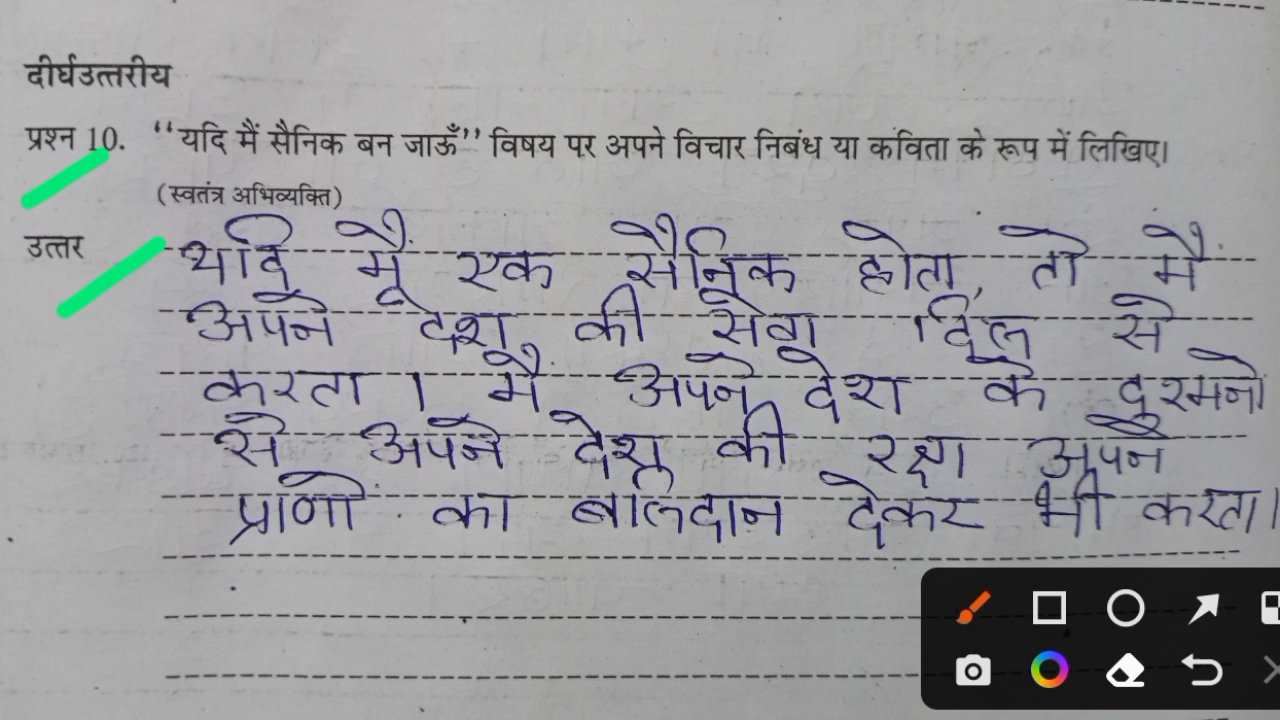 दीर्घउत्तरीय
प्रश्न 10. “यदि मैं सैनिक बन जाऊँ” विषय पर अपने विचार निबंध या कविता के रूप में लिखिए।
(स्वतंत्र अभिव्यक्ति)
उत्तर यदि मैं एक सैनिक होता, तो मैं
अपने देश की सेवा दिल से
करता । मैं अपने देश के दुश्मनों
से अपने देश की रक्षा अपने
प्राणों का बलिदान देकर भी करता।